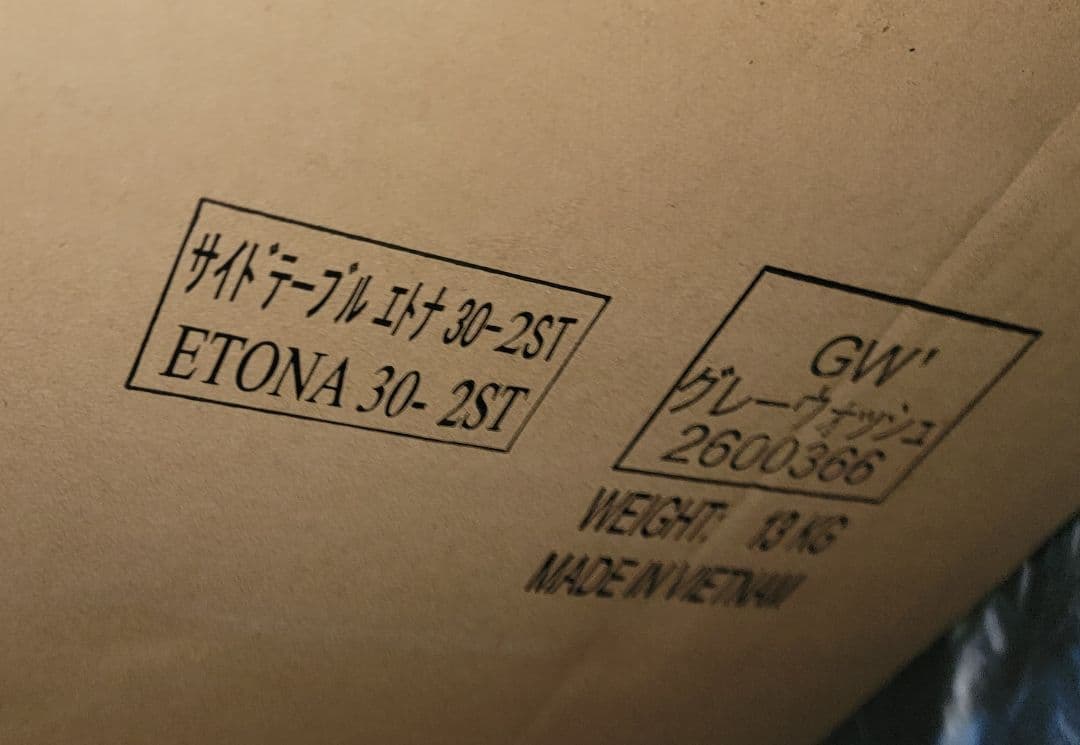 サイドテーブル エトナ 30-2ST
ETONA 30- 2ST
GW'
グレーウォッシュ
2600366
WEIGHT: 13 KG
MADE IN VIETNAM